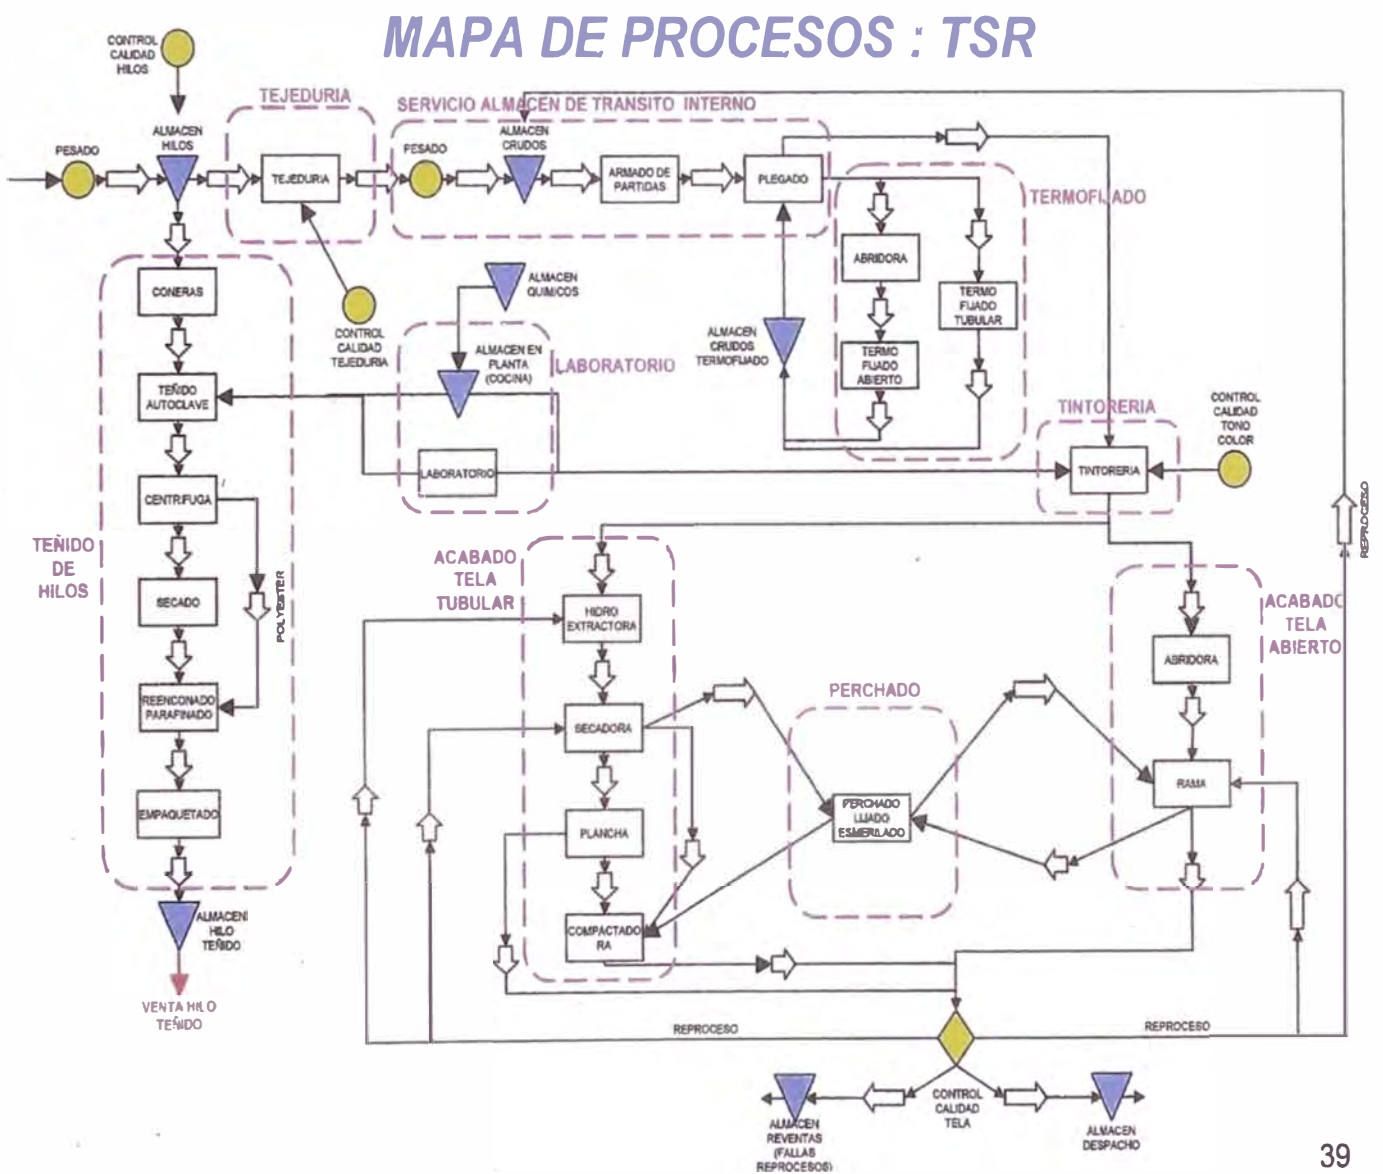 MAPA DE PROCESOS : TSR
CONTROL
CALIDAD
HILOS
TEJEDURIA
SERVICIO ALMACEN DE TRANSITO INTERNO
PESADO
ALMACEN
HILOS
TEJEDURIA
PESADO
ALMACEN
CRUDOS
ARMADO DE
PARTIDAS
PLEGADO
TERMOFIJADO
ABRIDORA
TERMO
FIJADO
TUBULAR
TERMO
FIJADO
ABIERTO
ALMACEN
CRUDOS
TERMOFIJADO
CONERAS
CONTROL
CALIDAD
TEJEDURIA
ALMACEN
QUIMICOS
ALMACEN EN
PLANTA
(COCINA)
LABORATORIO
LABORATORIO
TEÑIDO
AUTOCLAVE
TINTORERIA
TINTORERIA
CONTROL
CALIDAD
TONO
COLOR
CENTRIFUGA
REPROCESO
TEÑIDO
DE
HILOS
SECADO
POLYESTER
REENCONADO
PARAFINADO
EMPAQUETADO
ALMACEN
HILO
TEÑIDO
VENTA HILO
TEÑIDO
ACABADO
TELA
TUBULAR
HIDRO
EXTRACTORA
SECADORA
PLANCHA
COMPACTADO
RA
PERCHADO
PERCHADO
LIJADO
ESMERILADO
ACABADO
TELA
ABIERTO
ABRIDORA
RAMA
REPROCESO
REPROCESO
CONTROL
CALIDAD
TELA
ALMACEN
REVENTAS
(FALLAS
REPROCESOS)
ALMACEN
DESPACHO
39